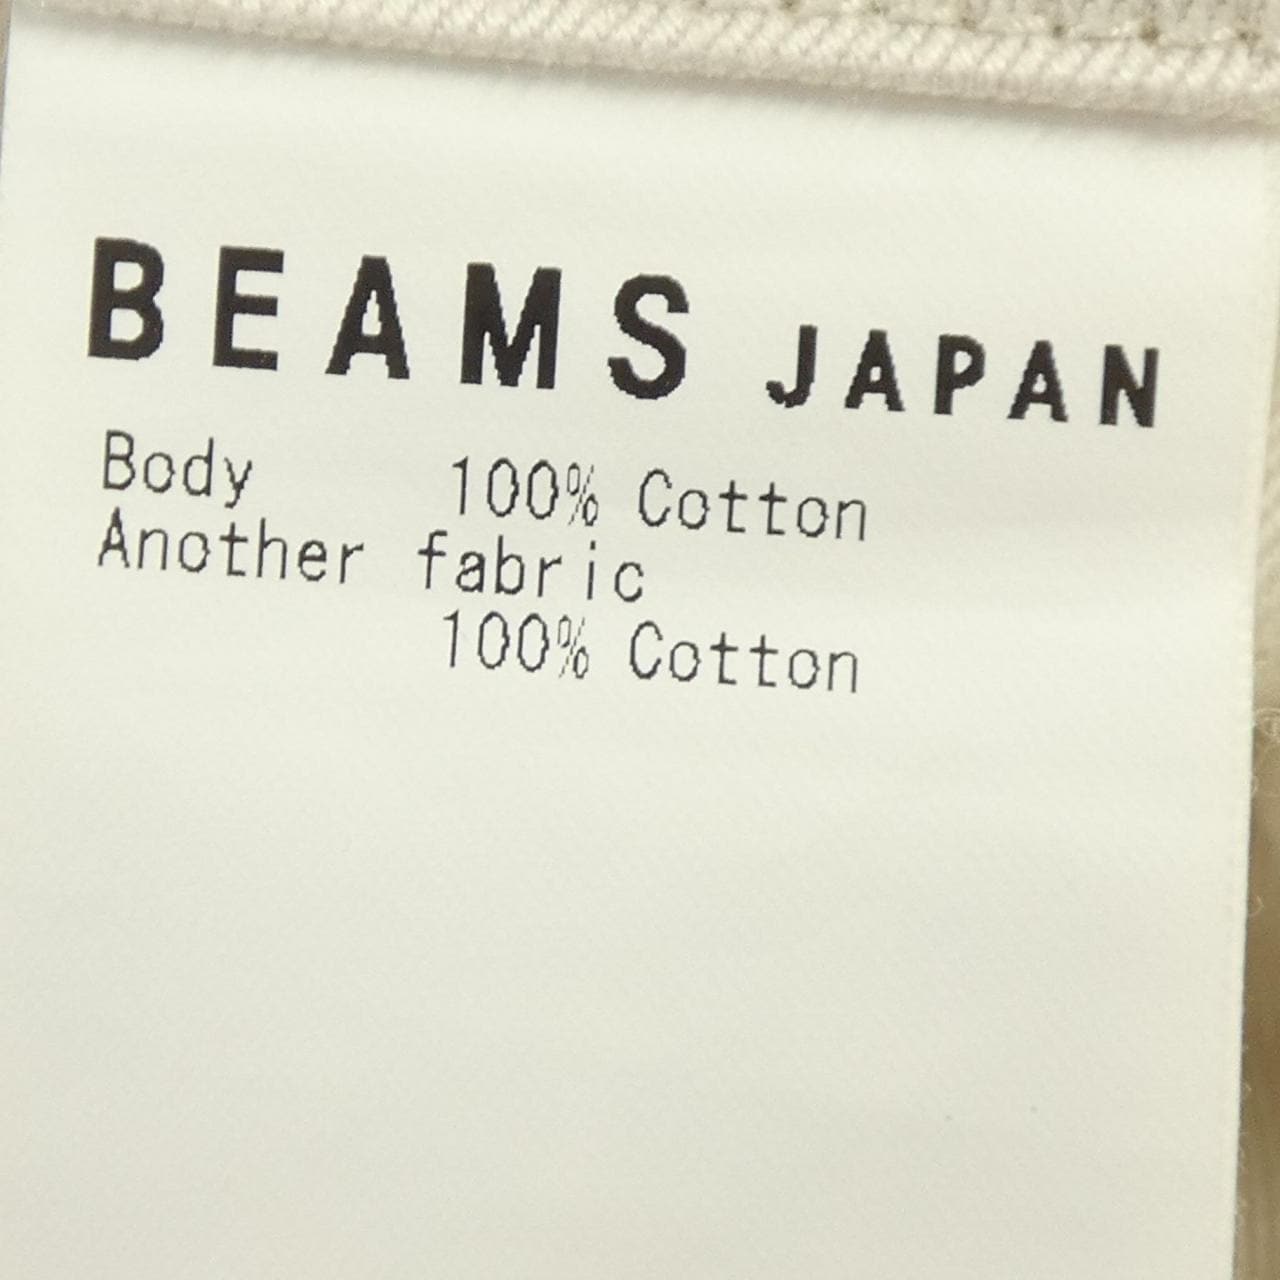 BEAMS JAPAN
Body 100% Cotton
Another fabric
100% Cotton